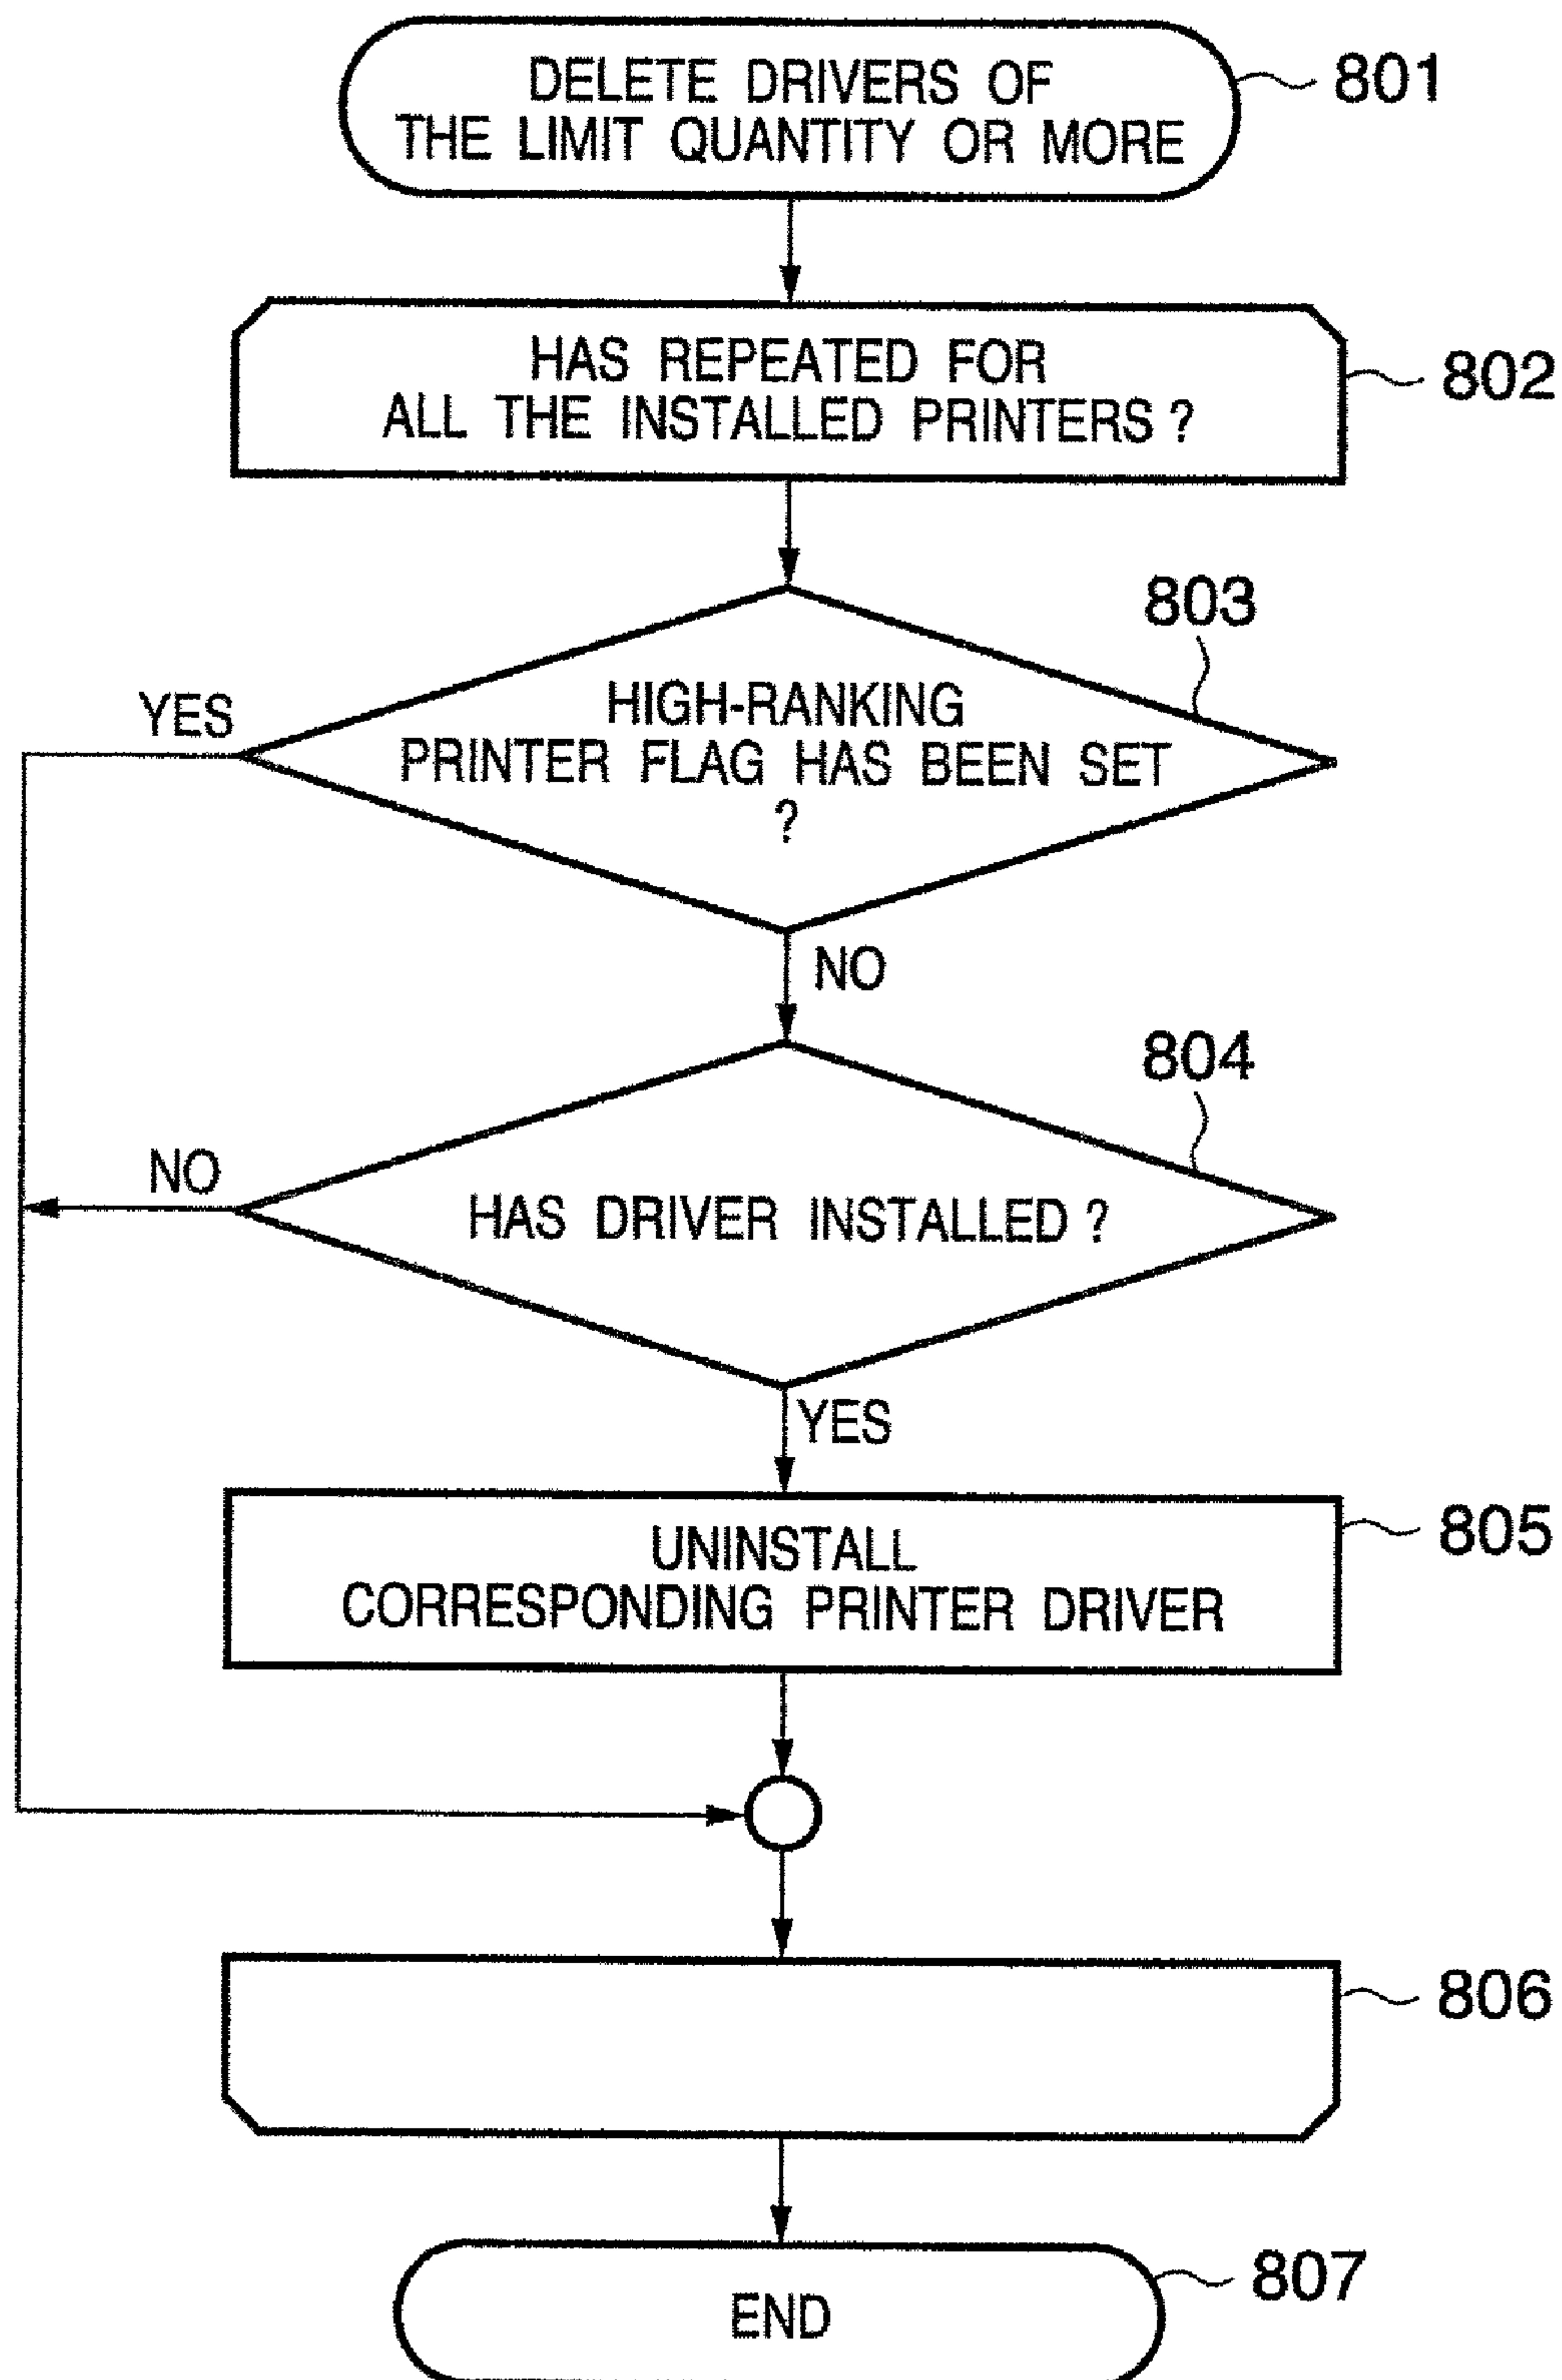 DELETE DRIVERS OF
THE LIMIT QUANTITY OR MORE
801
HAS REPEATED FOR
ALL THE INSTALLED PRINTERS ?
802
803
HIGH-RANKING
PRINTER FLAG HAS BEEN SET
?
YES
NO
804
HAS DRIVER INSTALLED ?
NO
YES
UNINSTALL
CORRESPONDING PRINTER DRIVER
805
806
END
807